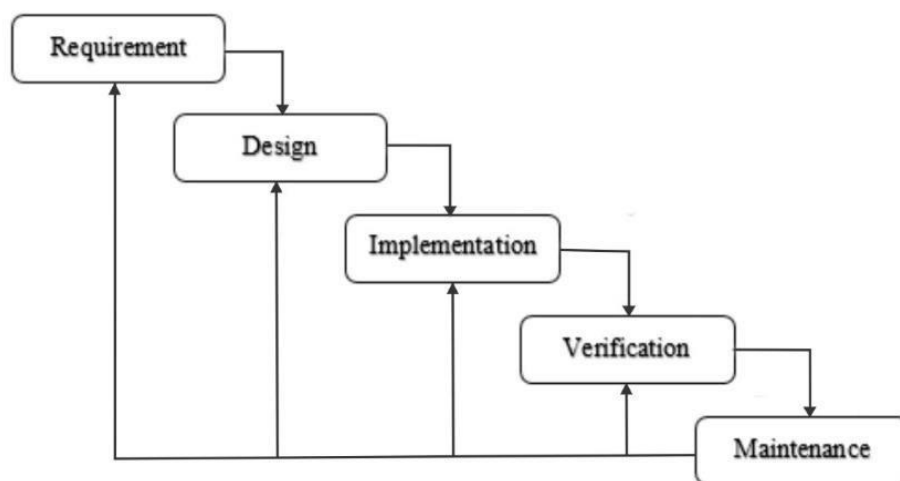 Requirement
Design
Implementation
Verification
Maintenance